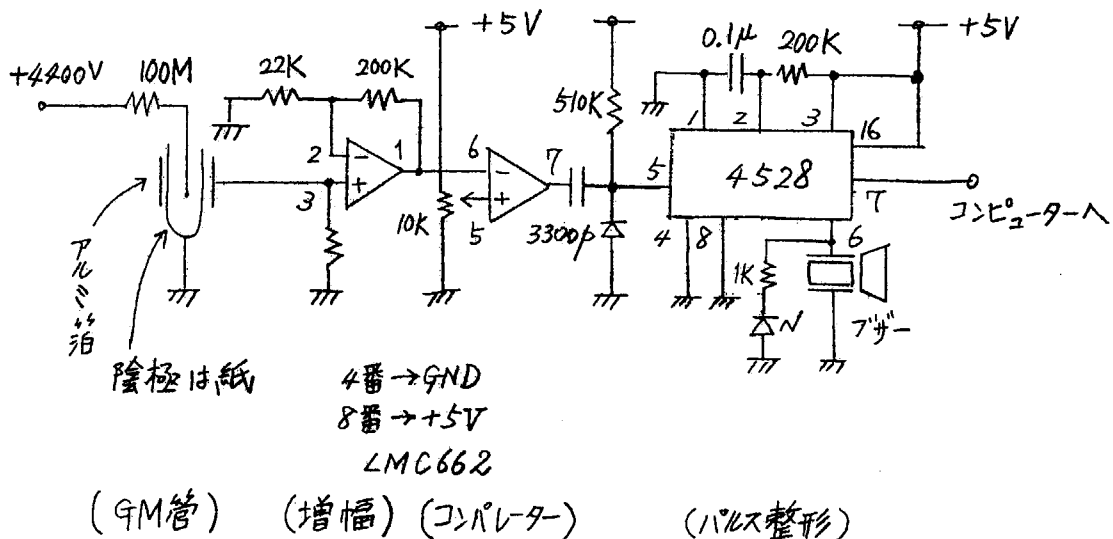 +5V
+5V
+4400V
100M
22K
200K
0.1μ
200K
510K
1
2
3
16
2
1
3
6
7
5
5
4528
7
コンピューターへ
10K
3300p
4
8
6
1K
ブザー
アルミ箔
陰極は紙
4番→GND
8番→+5V
LMC662
(GM管)
(増幅)
(コンパレーター)
(パルス整形)